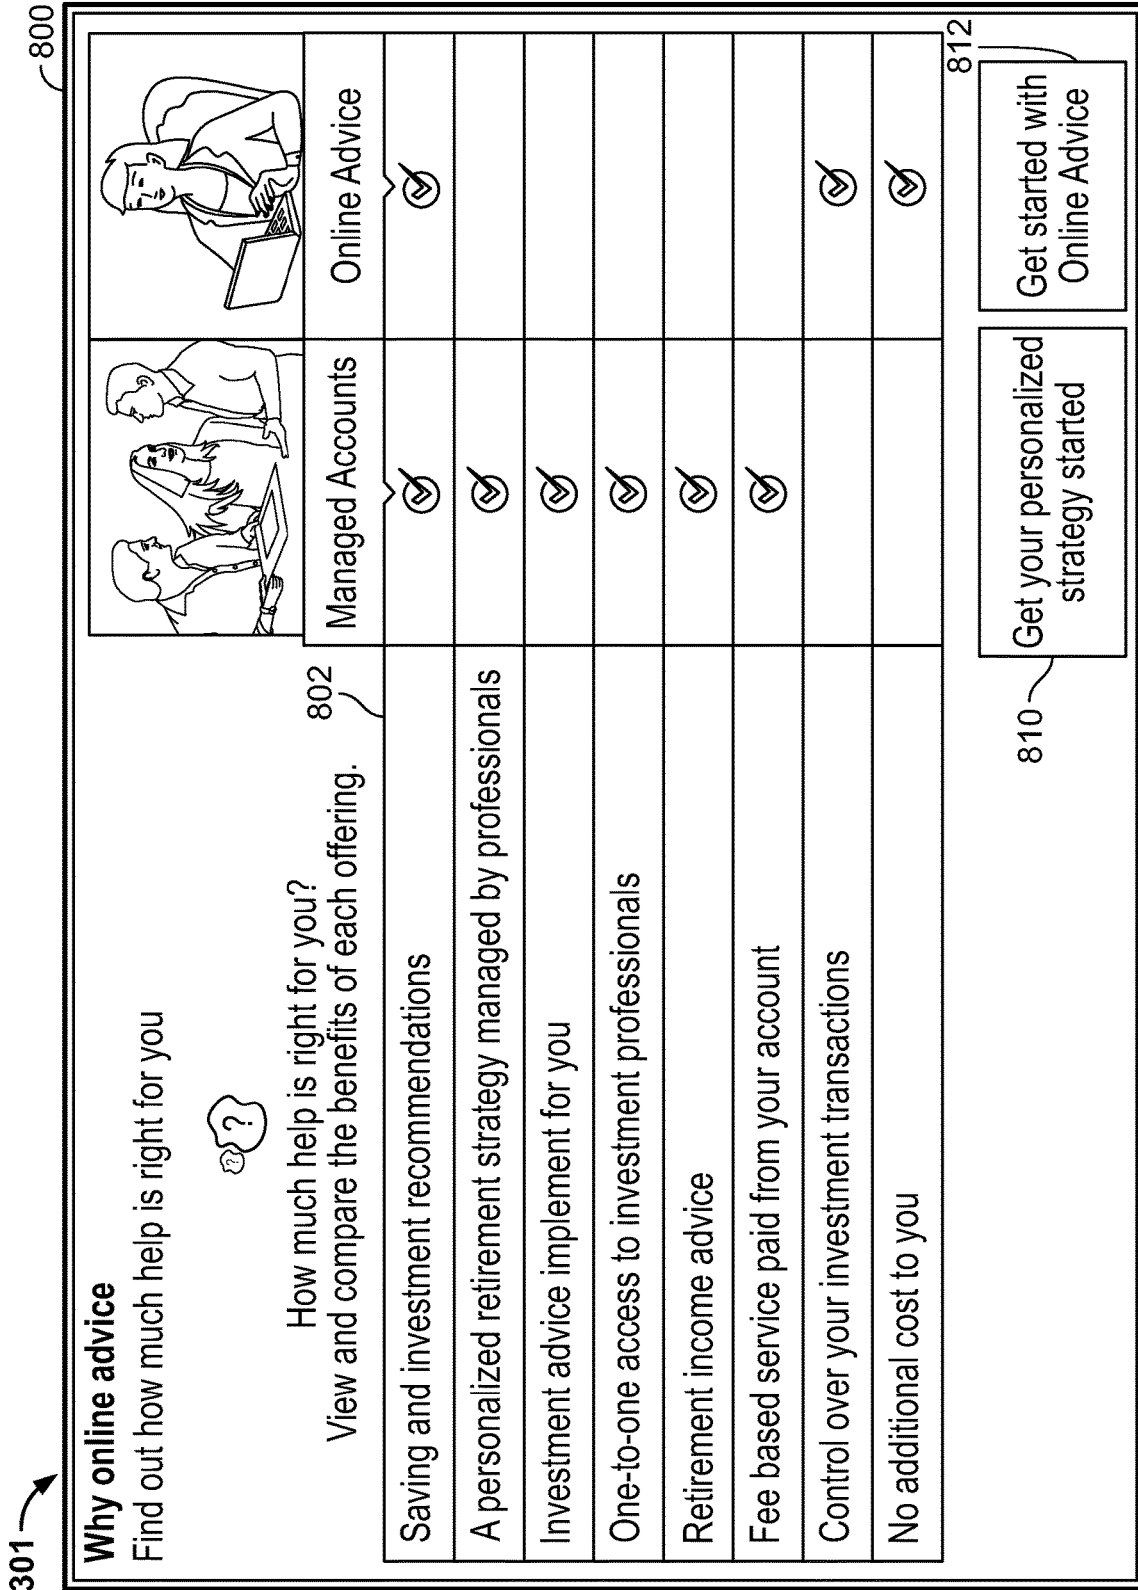 301
800
Why online advice
Find out how much help is right for you
?
?
How much help is right for you?
View and compare the benefits of each offering.
802
Managed Accounts
Online Advice
Saving and investment recommendations
A personalized retirement strategy managed by professionals
Investment advice implement for you
One-to-one access to investment professionals
Retirement income advice
Fee based service paid from your account
Control over your investment transactions
No additional cost to you
810
Get your personalized
strategy started
812
Get started with
Online Advice